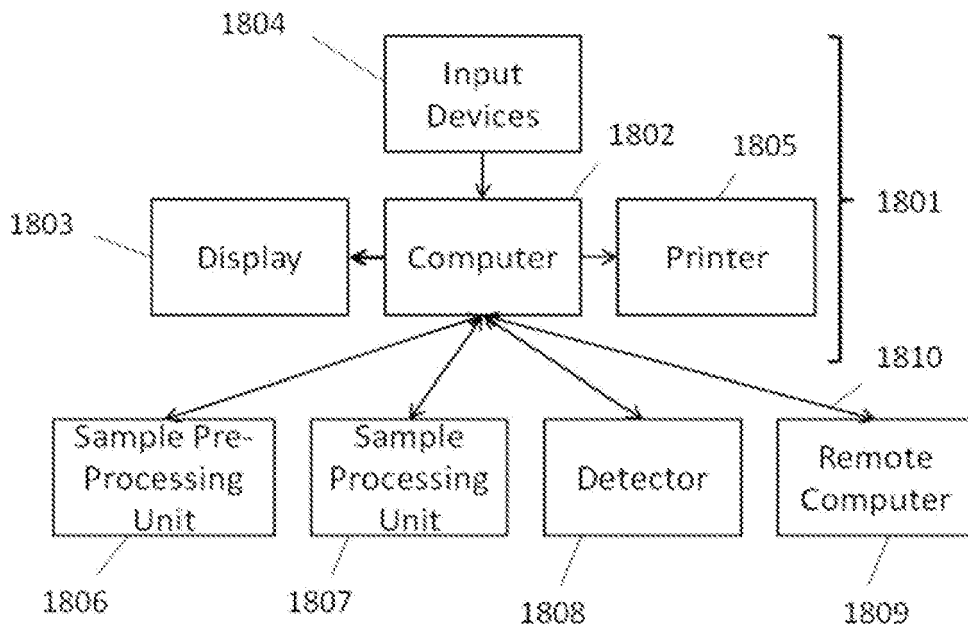 1804
Input
Devices
1802
1805
1803
Display
Computer
Printer
1801
1810
Sample Pre-
Processing
Unit
Sample
Processing
Unit
Detector
Remote
Computer
1806
1807
1808
1809